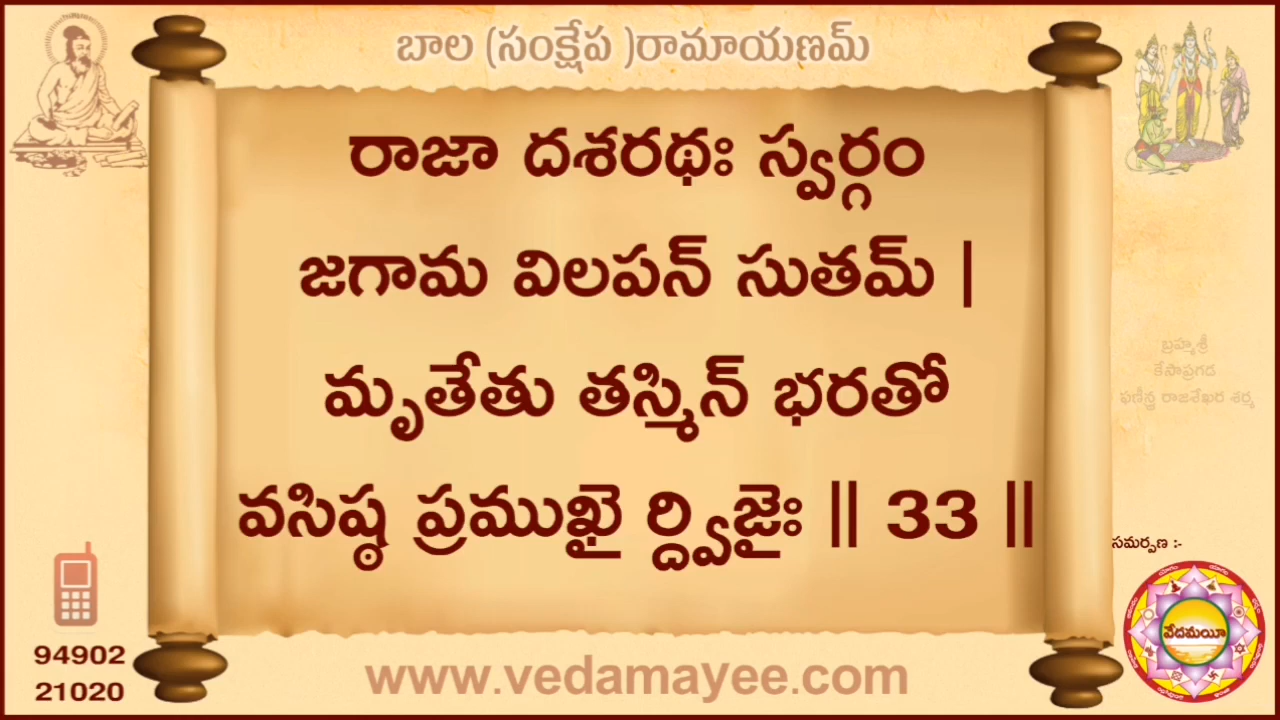 బాల (సంక్షేప )రామాయణమ్
రాజా దశరథః స్వర్గం
జగామ విలపన్ సుతమ్ |
మృతేతు తస్మిన్ భరతో
వసిష్ఠ ప్రముఖై ర్ద్విజైః || 33 ||
బ్రహ్మశ్రీ
కేసాప్రగడ
ఫణీన్ద్ర రాజశేఖర శర్మ
సమర్పణ :-
వేదమయీ
94902
21020
www.vedamayee.com